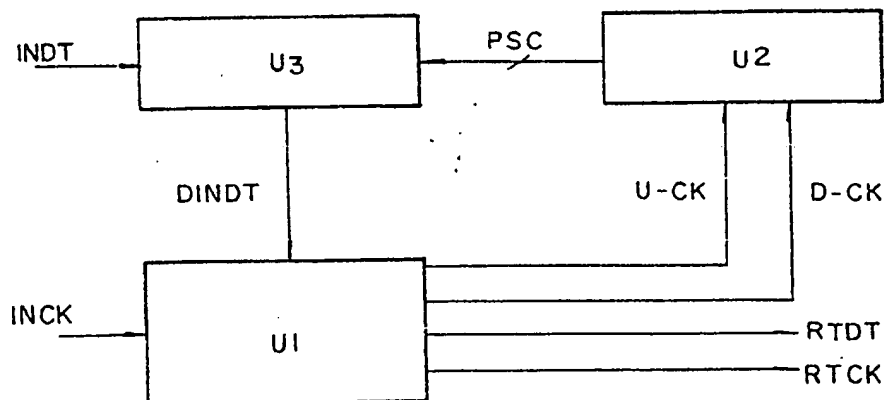 INDT
U3
PSC
U2
DINDT
U-CK
D-CK
INCK
U1
RTDT
RTCK